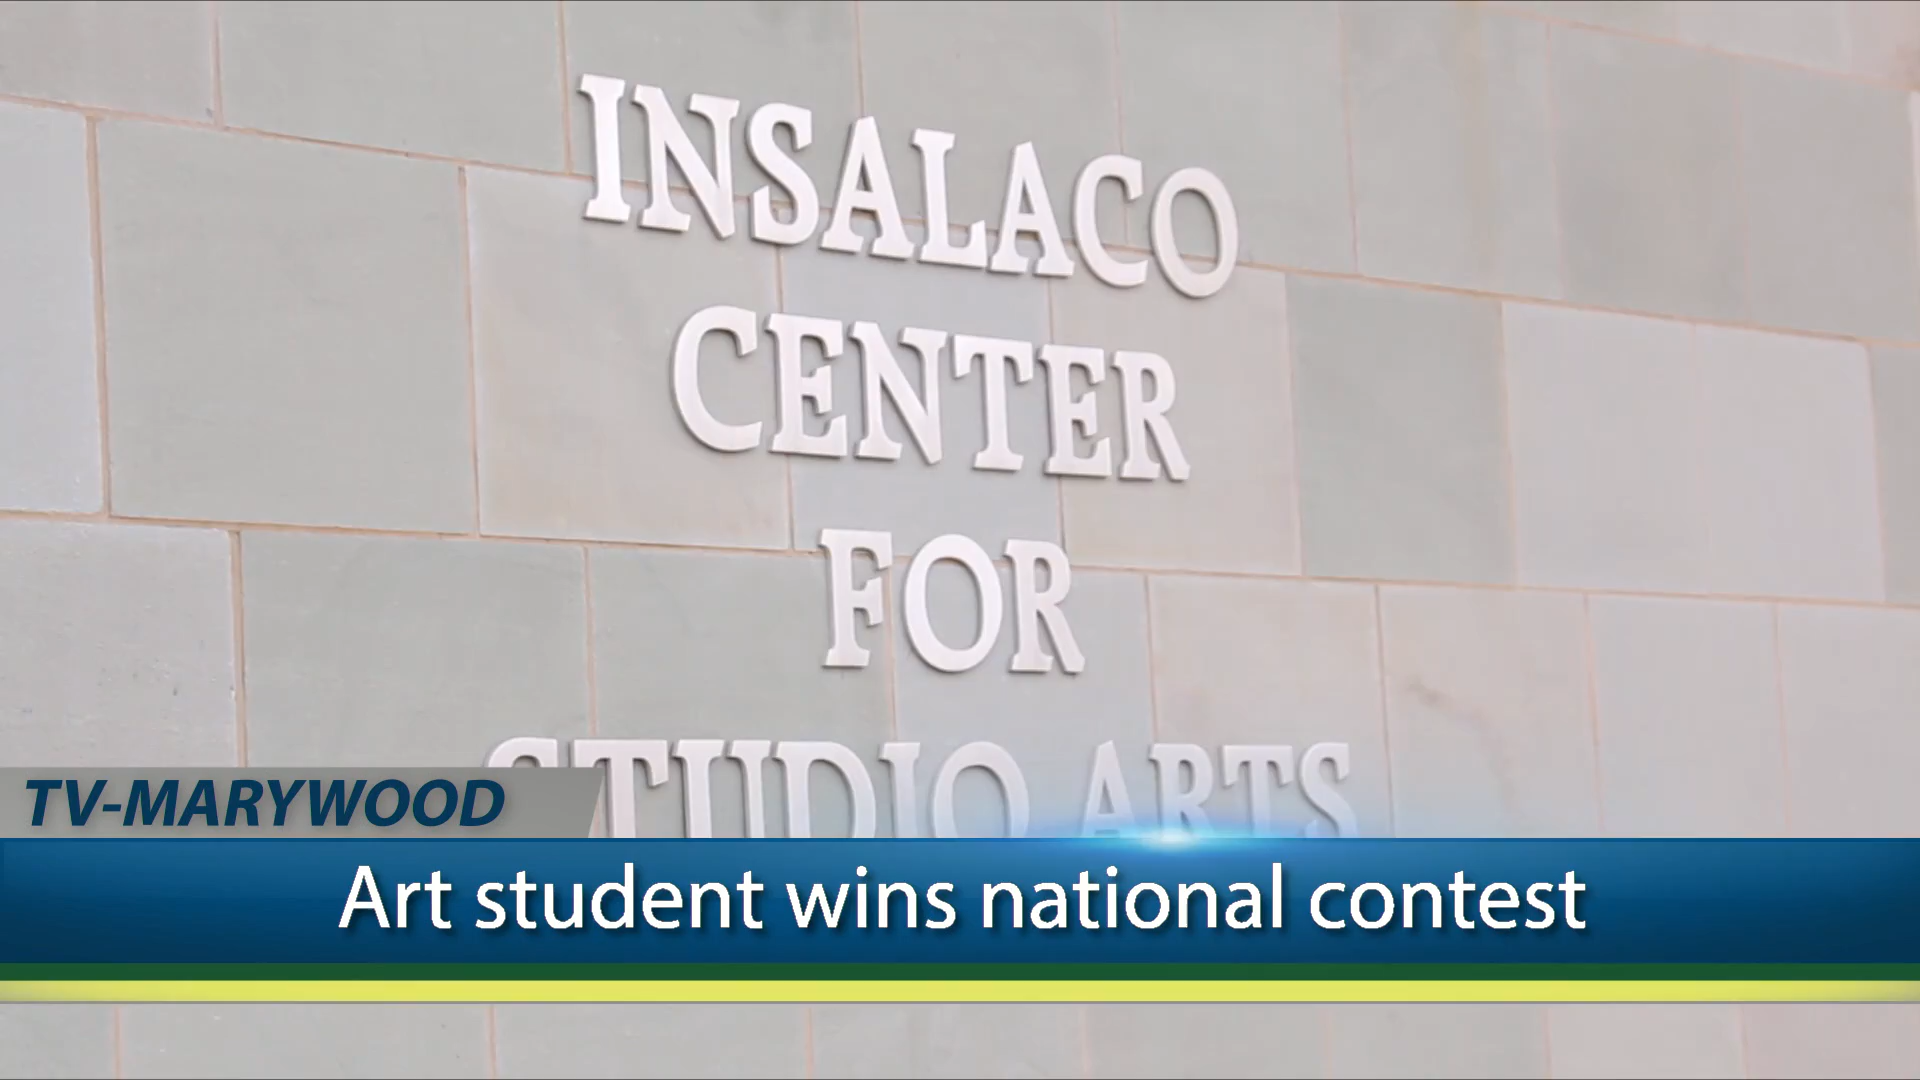 INSALACO
CENTER
FOR
STUDIO ARTS
TV-MARYWOOD
Art student wins national contest